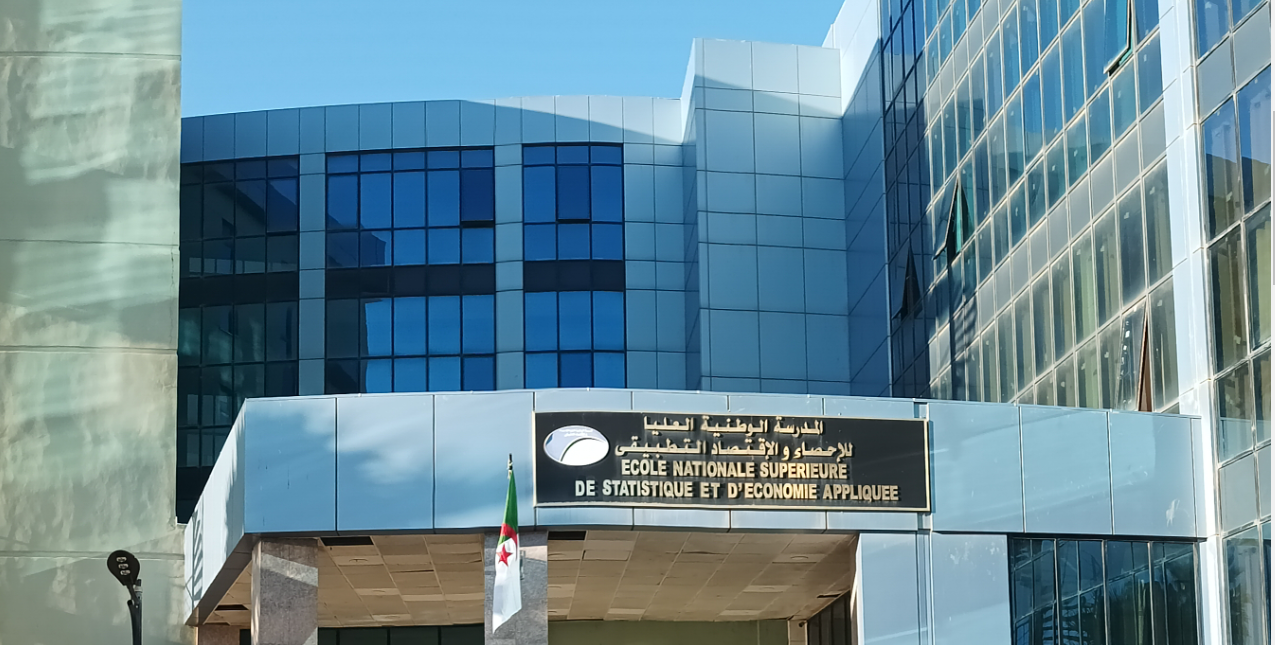 المدرسة الوطنية العليا
للإحصاء و الإقتصاد التطبيقي
ECOLE NATIONALE SUPERIEURE
DE STATISTIQUE ET D'ECONOMIE APPLIQUEE